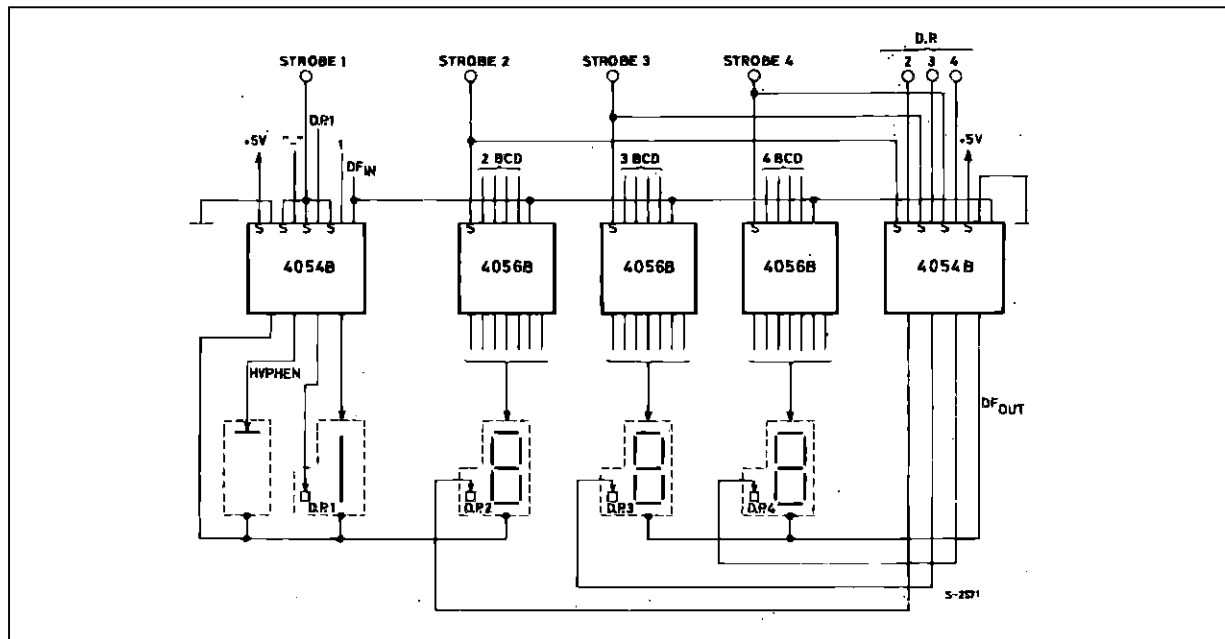 D.P.
STROBE 1
STROBE 2
STROBE 3
STROBE 4
2 3 4
+5V
"-"
D.P.1
1
DF IN
2 BCD
3 BCD
4 BCD
+5V
S S S S
S
S
S
S S S S
4054B
4056B
4056B
4056B
4054B
HYPHEN
DF OUT
D.P.1
D.P.2
D.P.3
D.P.4
S-2571